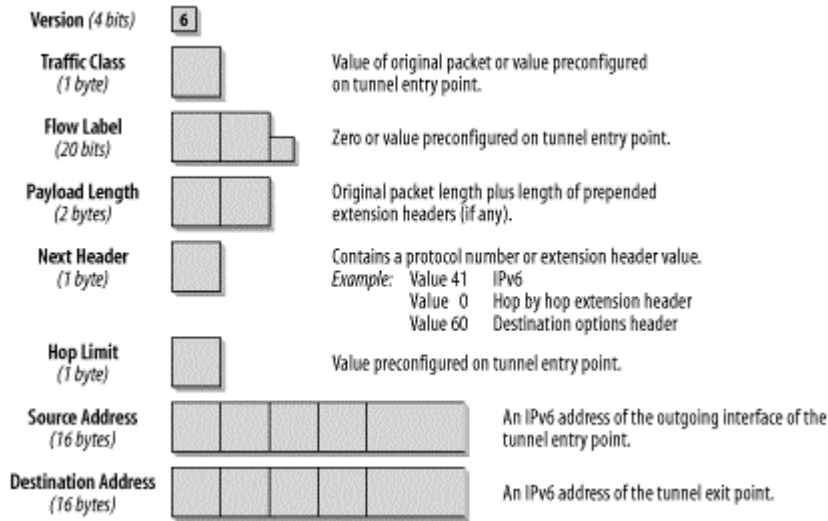 Version (4 bits) 6
Traffic Class
(1 byte)
Value of original packet or value preconfigured
on tunnel entry point.
Flow Label
(20 bits)
Zero or value preconfigured on tunnel entry point.
Payload Length
(2 bytes)
Original packet length plus length of prepended
extension headers (if any).
Next Header
(1 byte)
Contains a protocol number or extension header value.
Example: Value 41 IPv6
Value 0 Hop by hop extension header
Value 60 Destination options header
Hop Limit
(1 byte)
Value preconfigured on tunnel entry point.
Source Address
(16 bytes)
An IPv6 address of the outgoing interface of the
tunnel entry point.
Destination Address
(16 bytes)
An IPv6 address of the tunnel exit point.